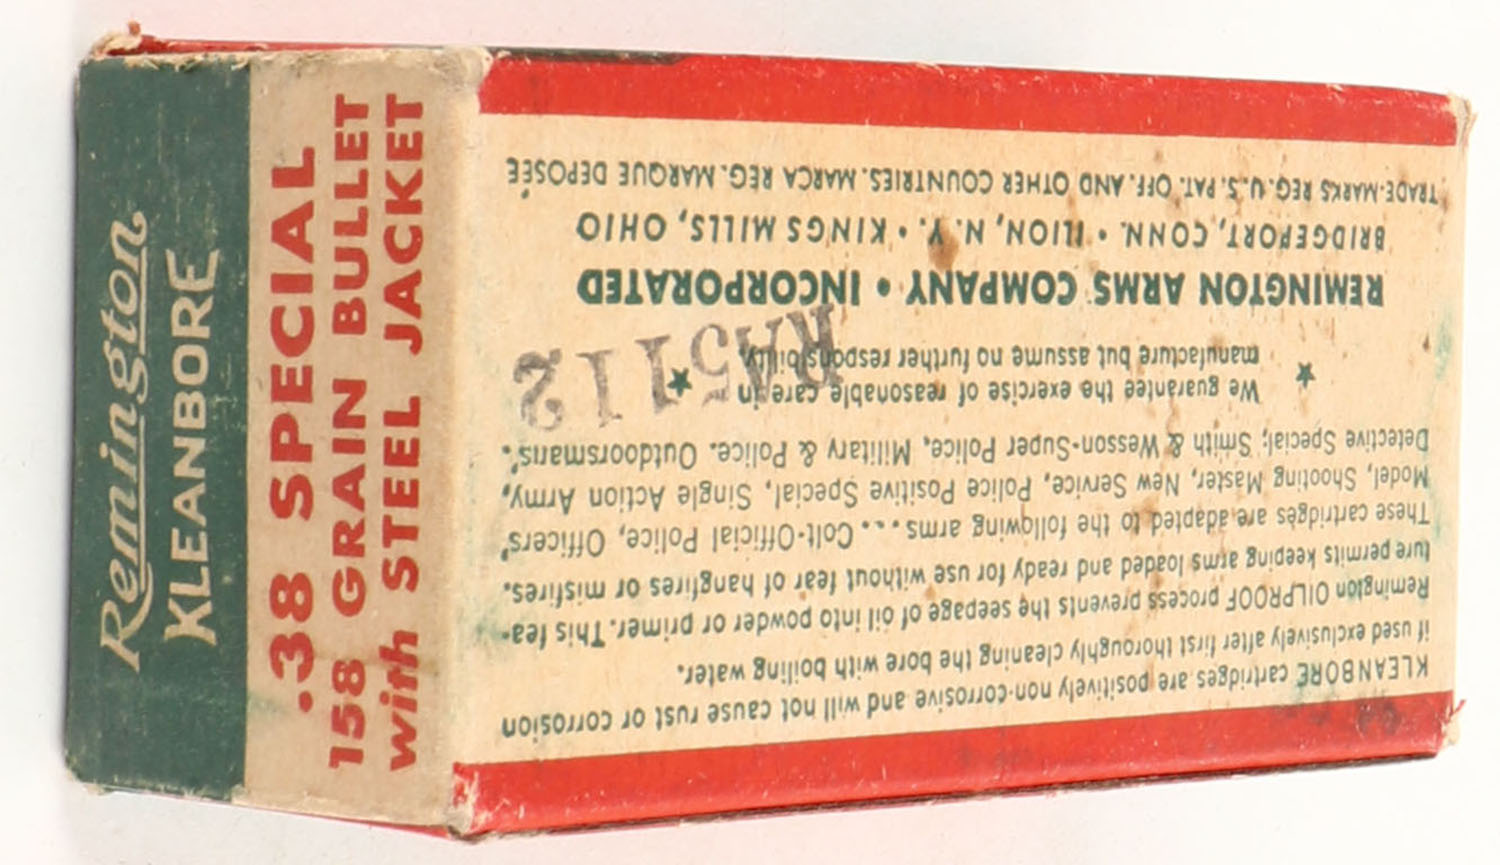 Remington
KLEANBORE
.38 SPECIAL
158 GRAIN BULLET
with STEEL JACKET
KLEANBORE cartridges are positively non-corrosive and will not cause rust or corrosion
if used exclusively after first thoroughly cleaning the bore with boiling water.
Remington OILPROOF process prevents the seepage of oil into powder or primer. This fea-
ture permits keeping arms loaded and ready for use without fear of hangfires or misfires.
These cartridges are adapted to the following arms.... Colt-Official Police, Officers'
Model, Shooting Master, New Service, Police Positive Special, Single Action Army,
Detective Special; Smith & Wesson-Super-Police, Military & Police. Outdoorsmans'.
We guarantee the exercise of reasonable care in
manufacture but assume no further responsibility.
RA5112
REMINGTON ARMS COMPANY • INCORPORATED
BRIDGEPORT, CONN. • ILION, N. Y. • KINGS MILLS, OHIO
TRADE-MARKS REG. U.S. PAT. OFF. AND OTHER COUNTRIES. MARCA REG. MARQUE DEPOSÉE